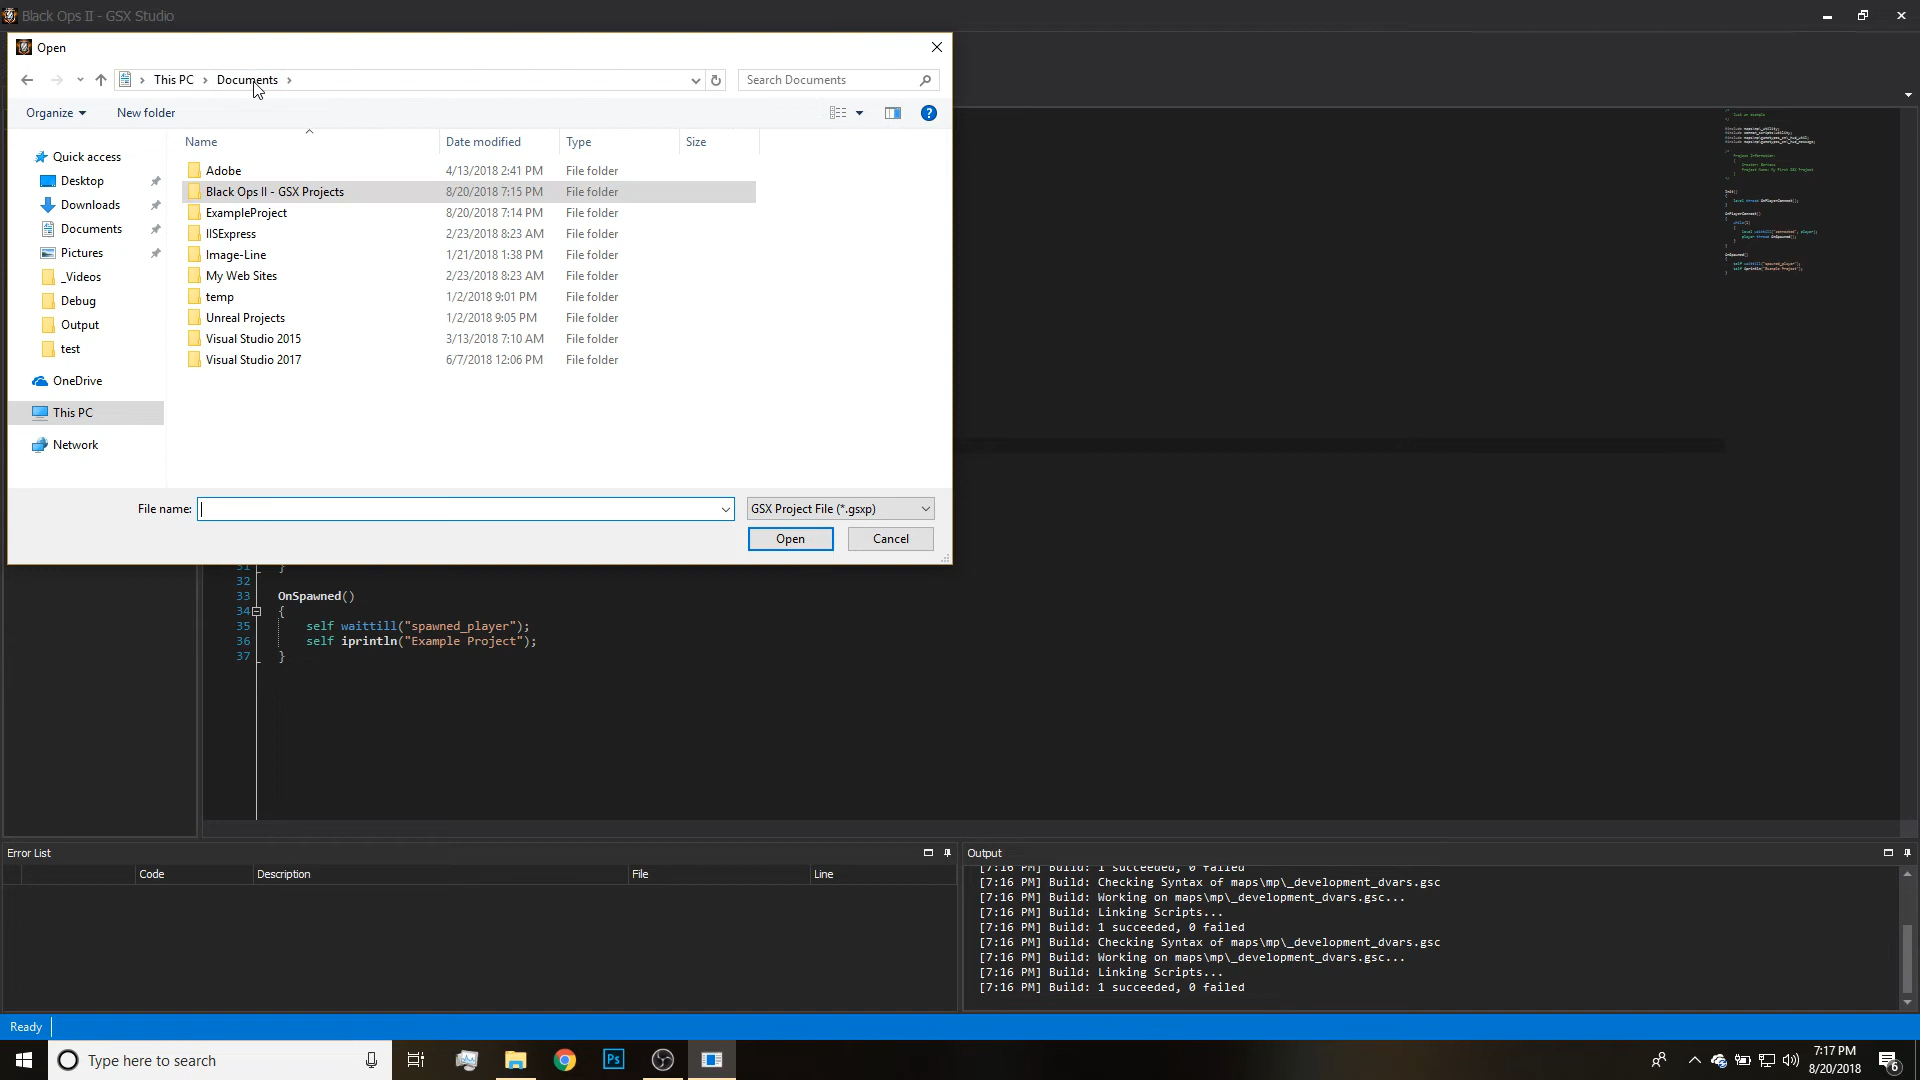 Black Ops II - GSX Studio
Open
This PC > Documents >
Search Documents
Organize
New folder
Name Date modified Type Size
Quick access
Desktop
Downloads
Documents
Pictures
_Videos
Debug
Output
test
OneDrive
This PC
Network
Adobe 4/13/2018 2:41 PM File folder
Black Ops II - GSX Projects 8/20/2018 7:15 PM File folder
ExampleProject 8/20/2018 7:14 PM File folder
IISExpress 2/23/2018 8:23 AM File folder
Image-Line 1/21/2018 1:38 PM File folder
My Web Sites 2/23/2018 8:23 AM File folder
temp 1/2/2018 9:01 PM File folder
Unreal Projects 1/2/2018 9:05 PM File folder
Visual Studio 2015 3/13/2018 7:10 AM File folder
Visual Studio 2017 6/7/2018 12:06 PM File folder
File name:
GSX Project File (*.gsxp)
Open Cancel
31 }
32
33 OnSpawned()
34 {
35 self waittill("spawned_player");
36 self iprintln("Example Project");
37 }
Error List
Code Description File Line
Output
[7:16 PM] Build: 1 succeeded, 0 failed
[7:16 PM] Build: Checking Syntax of maps\mp\_development_dvars.gsc
[7:16 PM] Build: Working on maps\mp\_development_dvars.gsc...
[7:16 PM] Build: Linking Scripts...
[7:16 PM] Build: 1 succeeded, 0 failed
[7:16 PM] Build: Checking Syntax of maps\mp\_development_dvars.gsc
[7:16 PM] Build: Working on maps\mp\_development_dvars.gsc...
[7:16 PM] Build: Linking Scripts...
[7:16 PM] Build: 1 succeeded, 0 failed
Ready
Type here to search
Ps
7:17 PM
8/20/2018
6